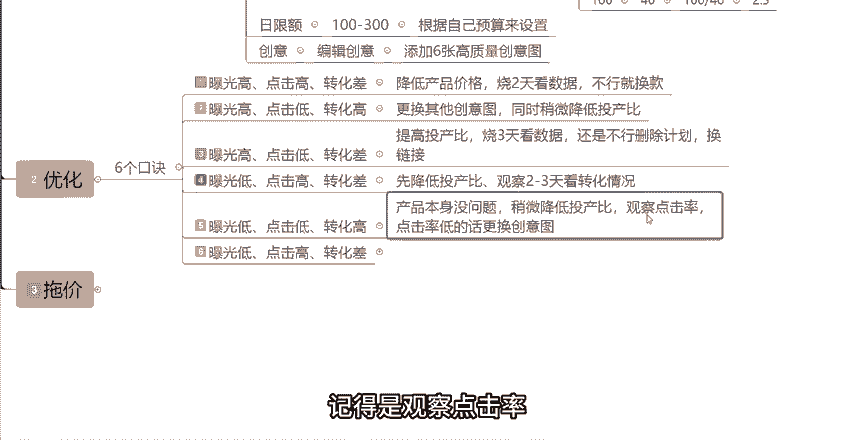 100 40 100/40 2.5
日限额 100-300 根据自己预算来设置
创意 编辑创意 添加6张高质量创意图
1 曝光高、点击高、转化差 降低产品价格，烧2天看数据，不行就换款
2 曝光高、点击低、转化高 更换其他创意图，同时稍微降低投产比
提高投产比，烧3天看数据，还是不行删除计划，换
3 曝光高、点击低、转化差 链接
2 优化 6个口诀
4 曝光低、点击高、转化差 先降低投产比、观察2-3天看转化情况
产品本身没问题，稍微降低投产比，观察点击率，
5 曝光低、点击低、转化高 点击率低的话更换创意图
6 曝光低、点击低、转化差
3 拖价
记得是观察点击率